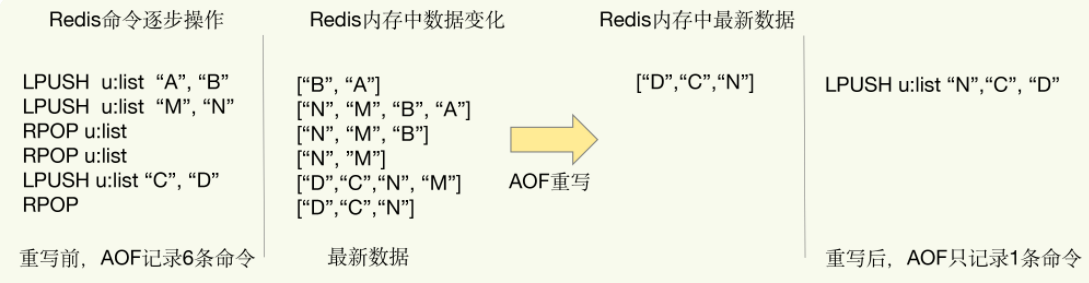 Redis命令逐步操作
LPUSH u:list “A”, “B”
LPUSH u:list “M”, “N”
RPOP u:list
RPOP u:list
LPUSH u:list “C”, “D”
RPOP
重写前，AOF记录6条命令
Redis内存中数据变化
[“B”, “A”]
[“N”, “M”, “B”, “A”]
[“N”, “M”, “B”]
[“N”, ”M”]
[“D”,“C”,“N”, “M”]
[“D”,“C”,“N”]
最新数据
AOF重写
Redis内存中最新数据
[“D”,“C”,“N”]
LPUSH u:list “N”,“C”, “D”
重写后，AOF只记录1条命令